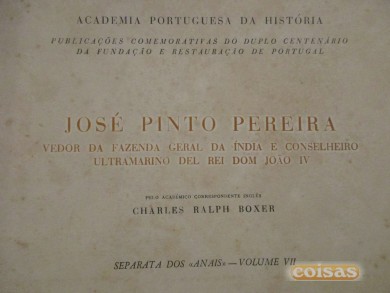 ACADEMIA PORTUGUESA DA HISTÓRIA
PUBLICAÇÕES COMEMORATIVAS DO DUPLO CENTENÁRIO
DA FUNDAÇÃO E RESTAURAÇÃO DE PORTUGAL
JOSÉ PINTO PEREIRA
VEDOR DA FAZENDA GERAL DA ÍNDIA E CONSELHEIRO
ULTRAMARINO DEL REI DOM JOÃO IV
PELO ACADÉMICO CORRESPONDENTE INGLÊS
CHARLES RALPH BOXER
SEPARATA DOS «ANAIS» — VOLUME VII
coisas